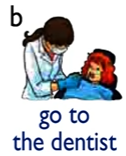 b
go to
the dentist